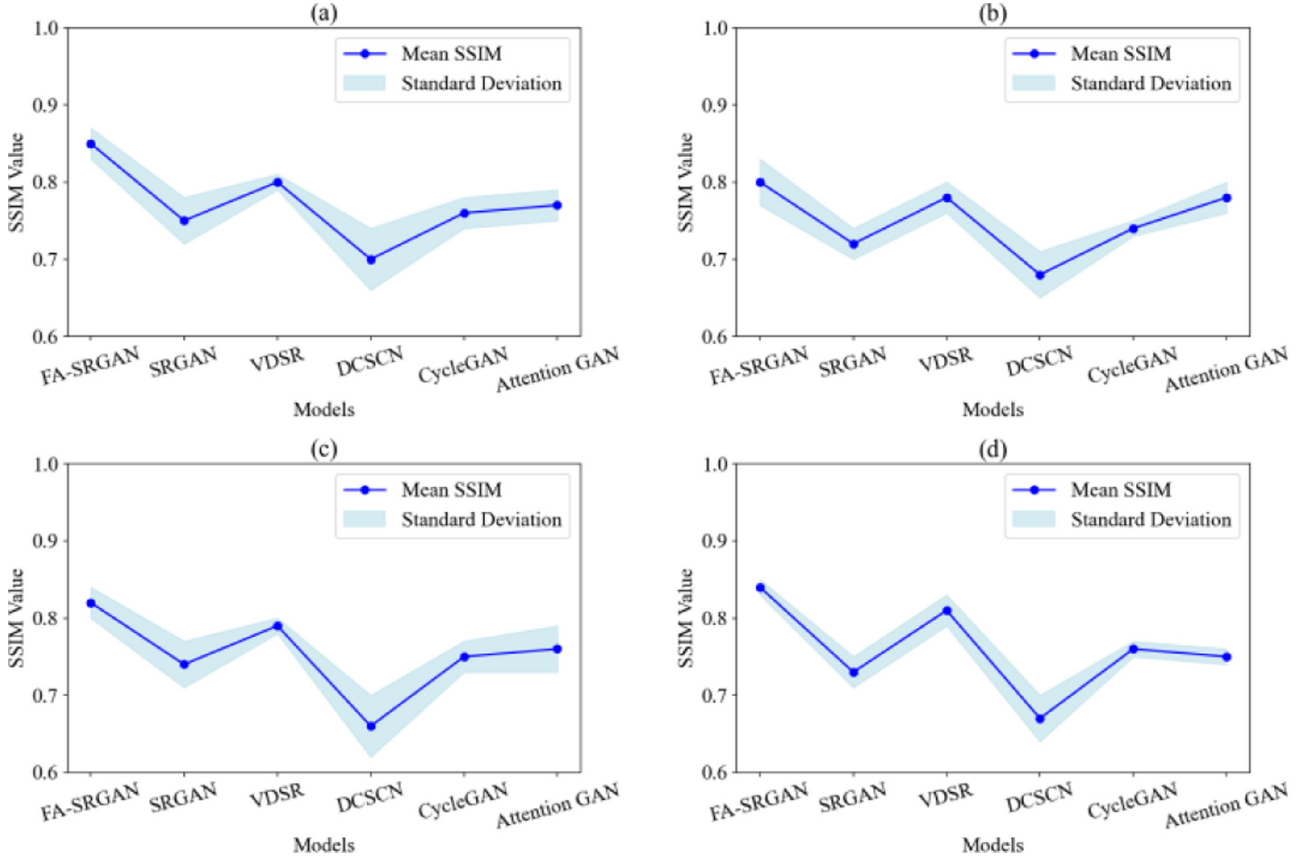 (a)
1.0
0.9
0.8
0.7
0.6
SSIM Value
Mean SSIM
Standard Deviation
FA-SRGAN
SRGAN
VDSR
DCSCN
CycleGAN
Attention GAN
Models
(b)
1.0
0.9
0.8
0.7
0.6
SSIM Value
Mean SSIM
Standard Deviation
FA-SRGAN
SRGAN
VDSR
DCSCN
CycleGAN
Attention GAN
Models
(c)
1.0
0.9
0.8
0.7
0.6
SSIM Value
Mean SSIM
Standard Deviation
FA-SRGAN
SRGAN
VDSR
DCSCN
CycleGAN
Attention GAN
Models
(d)
1.0
0.9
0.8
0.7
0.6
SSIM Value
Mean SSIM
Standard Deviation
FA-SRGAN
SRGAN
VDSR
DCSCN
CycleGAN
Attention GAN
Models